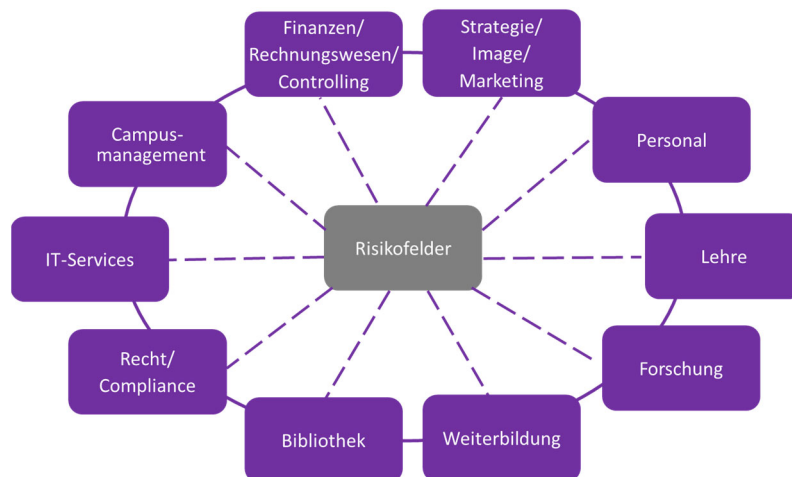 Finanzen/
Rechnungswesen/
Controlling
Strategie/
Image/
Marketing
Campus-
management
Personal
Risikofelder
IT-Services
Lehre
Recht/
Compliance
Forschung
Bibliothek
Weiterbildung